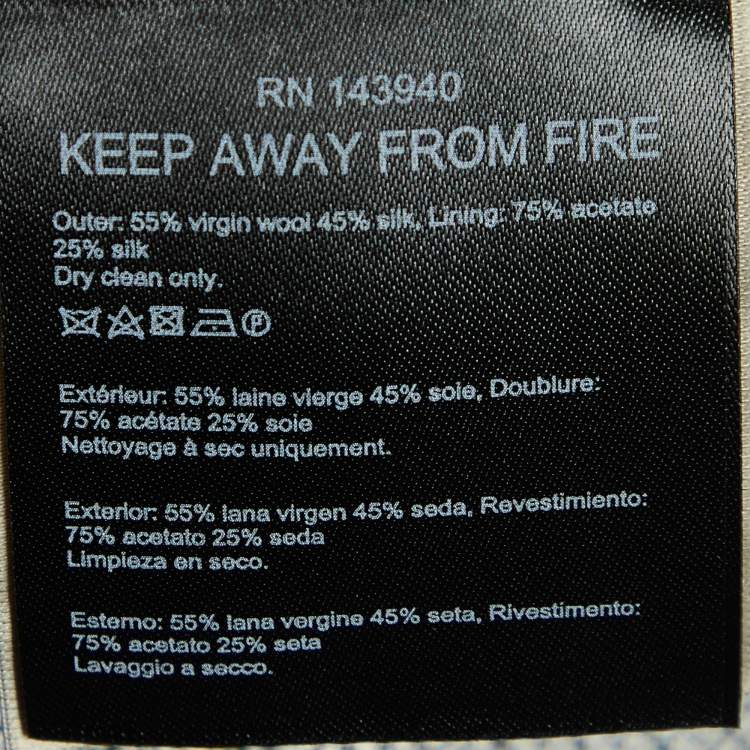 RN 143940
KEEP AWAY FROM FIRE
Outer: 55% virgin wool 45% silk, Lining: 75% acetate
25% silk
Dry clean only.
P
Extérieur: 55% laine vierge 45% soie, Doublure:
75% acétate 25% soie
Nettoyage à sec uniquement.
Exterior: 55% lana virgen 45% seda, Revestimiento:
75% acetato 25% seda
Limpieza en seco.
Esterno: 55% lana vergine 45% seta, Rivestimento:
75% acetato 25% seta
Lavaggio a secco.